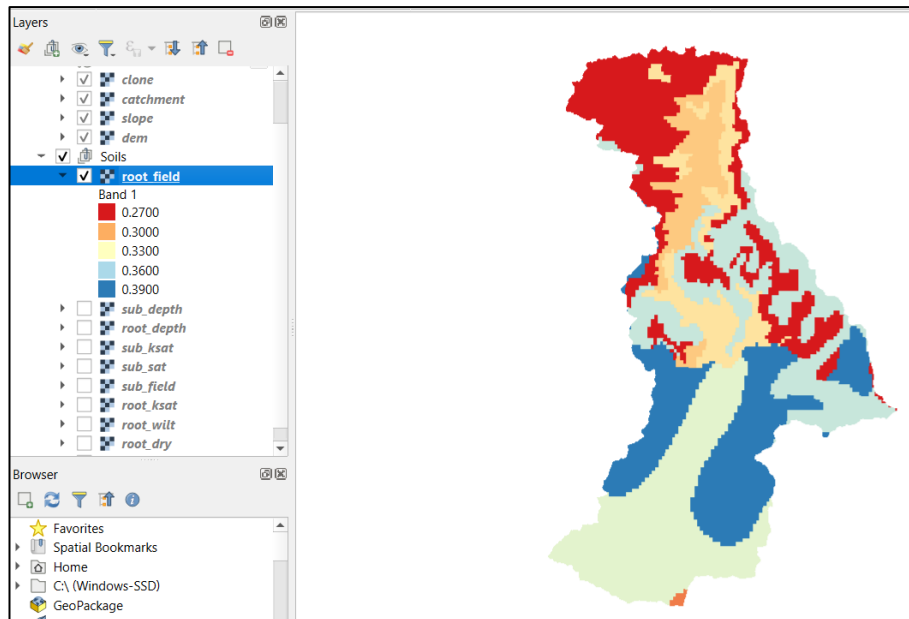 Layers
clone
catchment
slope
dem
Soils
root_field
Band 1
0.2700
0.3000
0.3300
0.3600
0.3900
sub_depth
root_depth
sub_ksat
sub_sat
sub_field
root_ksat
root_wilt
root_dry
Browser
Favorites
Spatial Bookmarks
Home
C:\ (Windows-SSD)
GeoPackage